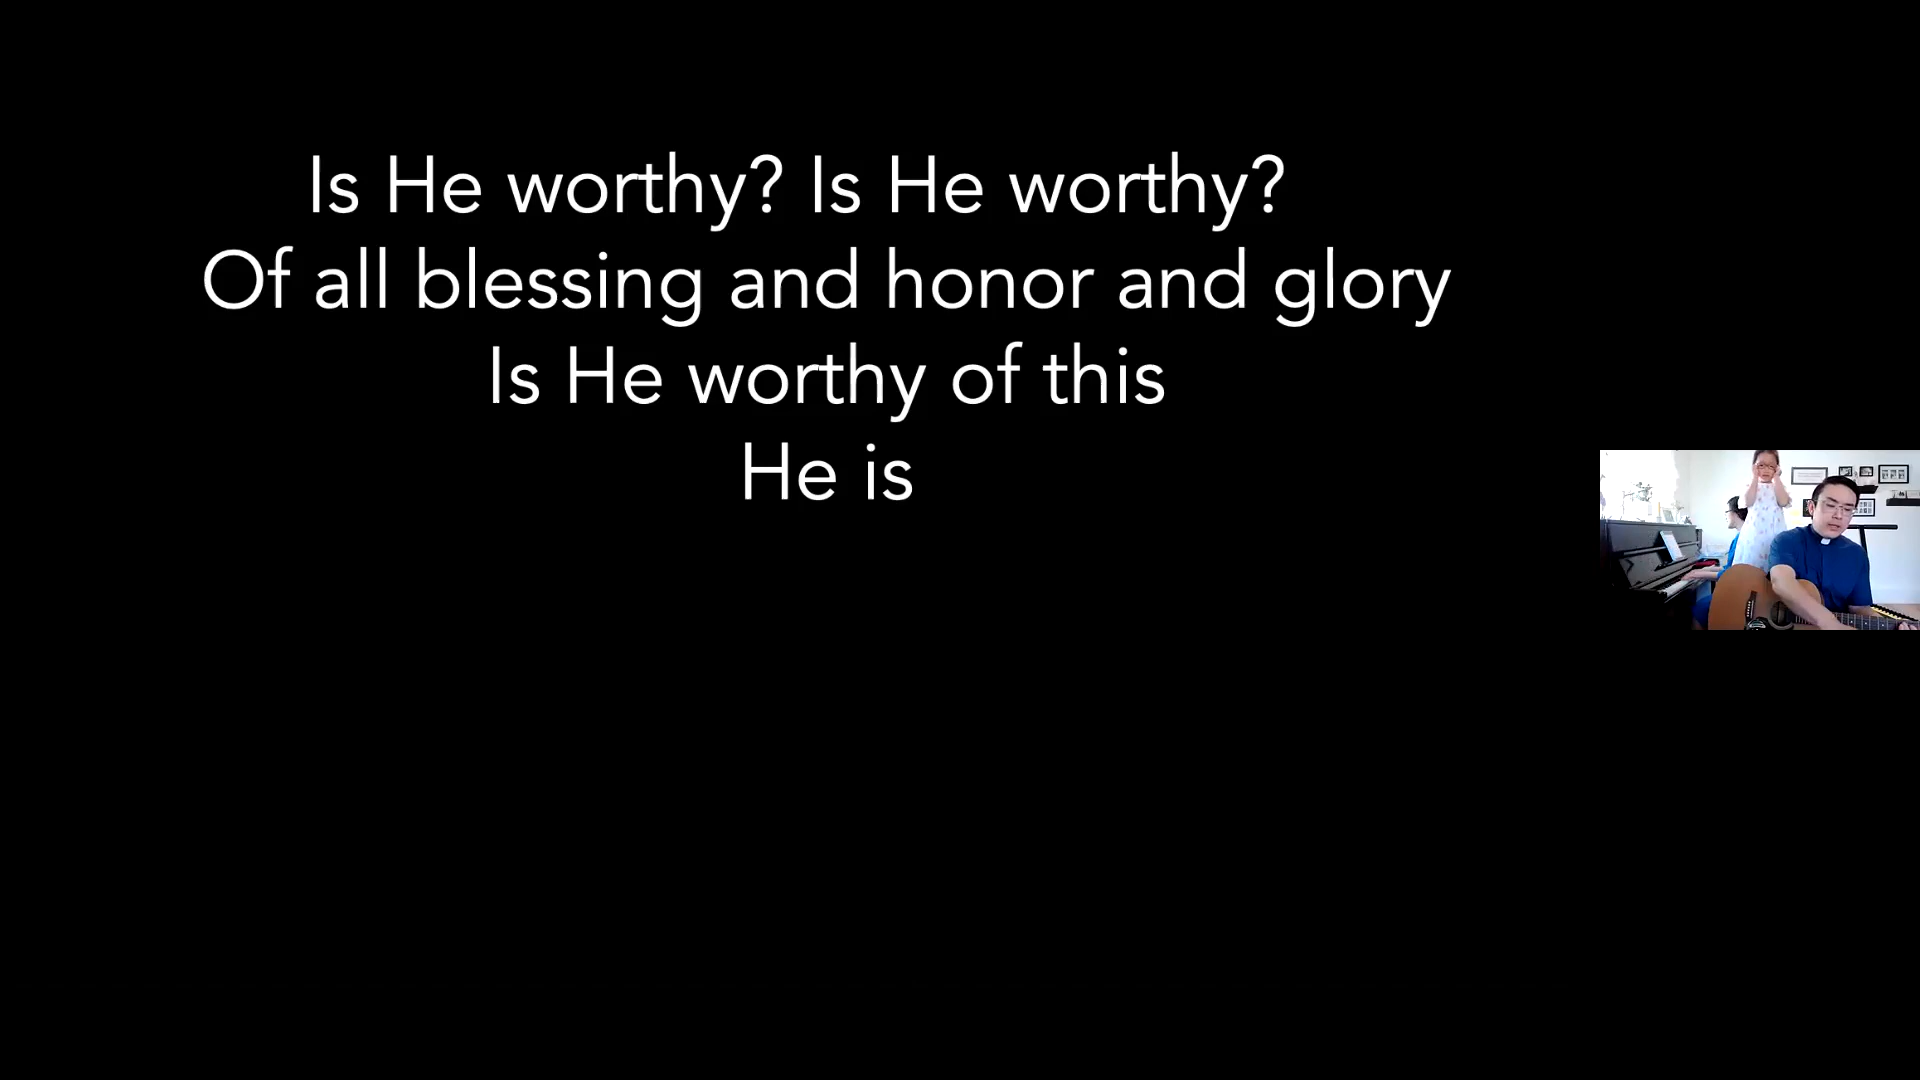 Is He worthy? Is He worthy?
Of all blessing and honor and glory
Is He worthy of this
He is